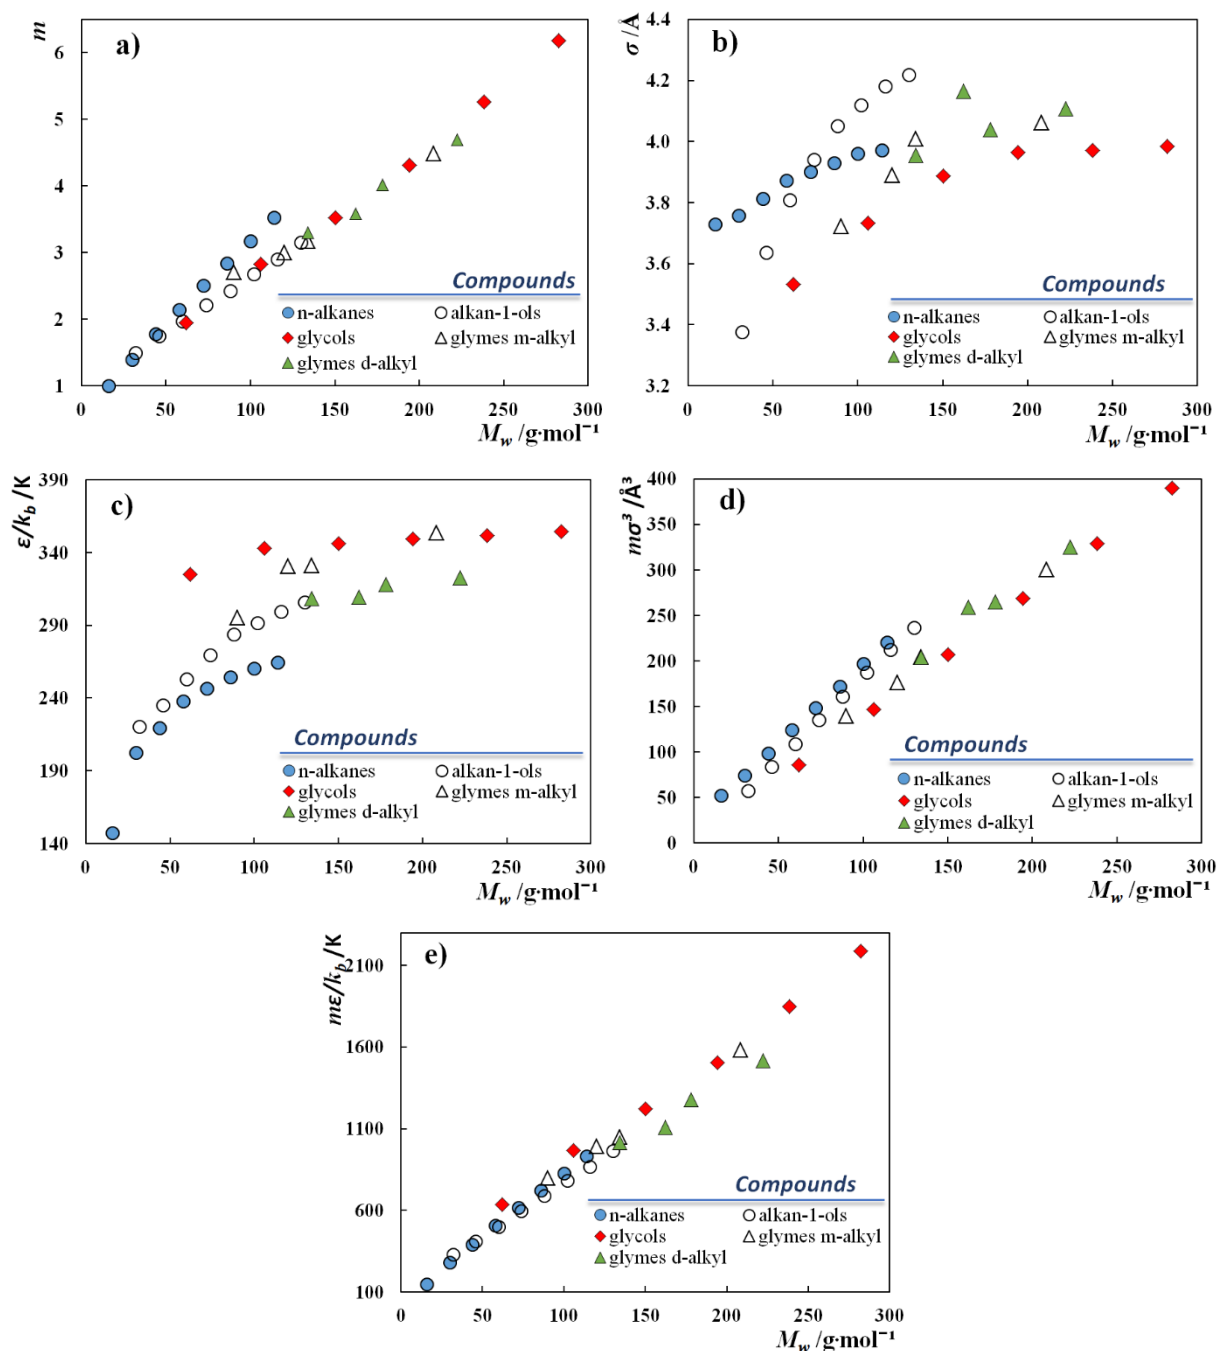 a)
m
6
5
4
3
2
1
0 50 100 150 200 250 300
M_w /g·mol⁻¹
Compounds
n-alkanes alkan-1-ols
glycols glymes m-alkyl
glymes d-alkyl
b)
σ /Å
4.4
4.2
4.0
3.8
3.6
3.4
3.2
0 50 100 150 200 250 300
M_w /g·mol⁻¹
Compounds
n-alkanes alkan-1-ols
glycols glymes m-alkyl
glymes d-alkyl
c)
ε/k_b /K
390
340
290
240
190
140
0 50 100 150 200 250 300
M_w /g·mol⁻¹
Compounds
n-alkanes alkan-1-ols
glycols glymes m-alkyl
glymes d-alkyl
d)
mσ³ /Å³
400
350
300
250
200
150
100
50
0
0 50 100 150 200 250 300
M_w /g·mol⁻¹
Compounds
n-alkanes alkan-1-ols
glycols glymes m-alkyl
glymes d-alkyl
e)
mε/k_b /K
2100
1600
1100
600
100
0 50 100 150 200 250 300
M_w /g·mol⁻¹
Compounds
n-alkanes alkan-1-ols
glycols glymes m-alkyl
glymes d-alkyl